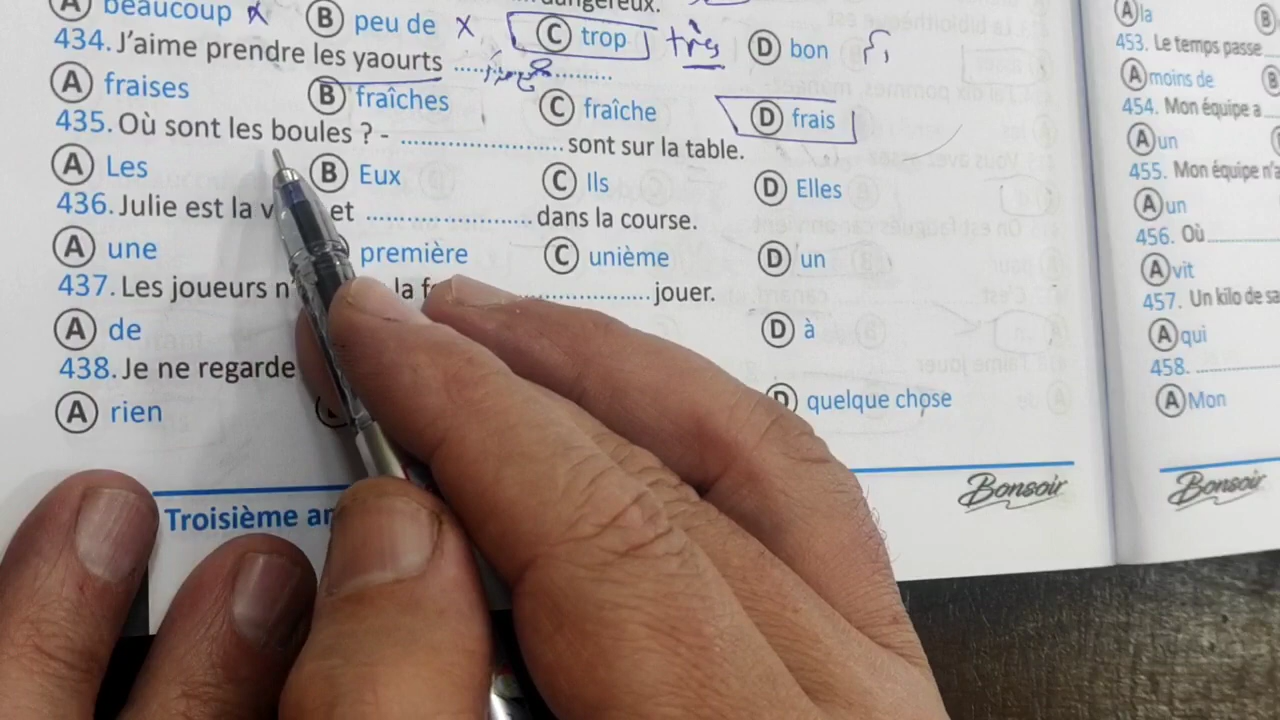 A beaucoup x B peu de x C trop très D bon
434. J'aime prendre les yaourts ....................
A fraises B fraîches C fraîche D frais
435. Où sont les boules ? - ........................ sont sur la table.
A Les B Eux C Ils D Elles
436. Julie est la v et ........................ dans la course.
A une première C unième D un
437. Les joueurs n' la f .................. jouer.
A de D à
438. Je ne regarde
A rien D quelque chose
Bonsoir
Troisième an
A la B
453. Le temps passe
A moins de B
454. Mon équipe a
A un
455. Mon équipe n'a
A un
456. Où ..........
A vit
457. Un kilo de sa
A qui
458. ..........
A Mon
Bonsoir